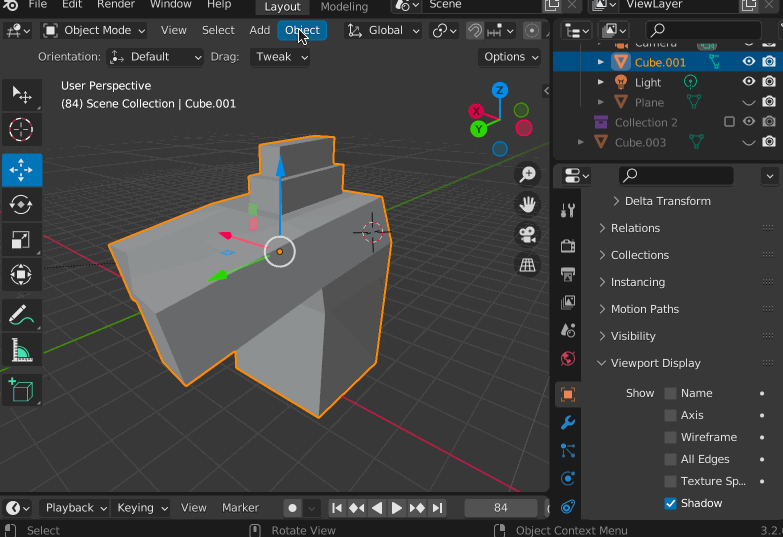 File Edit Render Window Help Layout Modeling Scene ViewLayer
Object Mode View Select Add Object Global
Orientation: Default Drag: Tweak Options
User Perspective
(84) Scene Collection | Cube.001
X
Y
Z
Camera
Cube.001
Light
Plane
Collection 2
Cube.003
Delta Transform
Relations
Collections
Instancing
Motion Paths
Visibility
Viewport Display
Show Name
Axis
Wireframe
All Edges
Texture Sp...
Shadow
Playback Keying View Marker 84
Select Rotate View Object Context Menu 3.2.